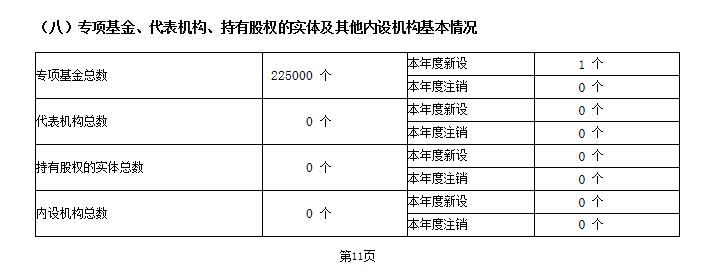 （八）专项基金、代表机构、持有股权的实体及其他内设机构基本情况
专项基金总数 225000 个 本年度新设 1 个
本年度注销 0 个
代表机构总数 0 个 本年度新设 0 个
本年度注销 0 个
持有股权的实体总数 0 个 本年度新设 0 个
本年度注销 0 个
内设机构总数 0 个 本年度新设 0 个
本年度注销 0 个
第11页